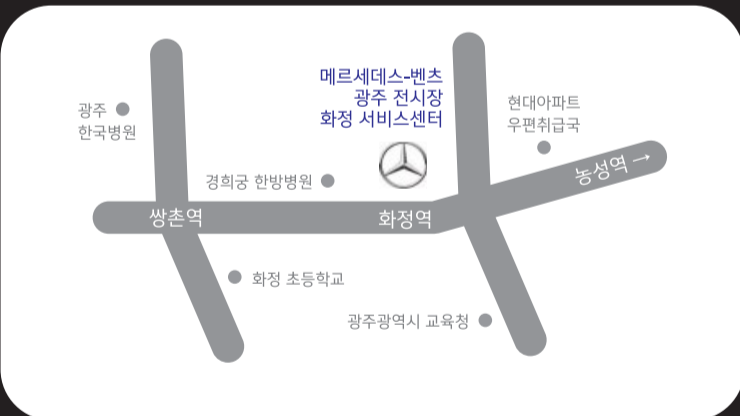 메르세데스-벤츠
광주 전시장
화정 서비스센터
광주
한국병원
현대아파트
우편취급국
경희궁 한방병원
농성역 →
쌍촌역
화정역
화정 초등학교
광주광역시 교육청